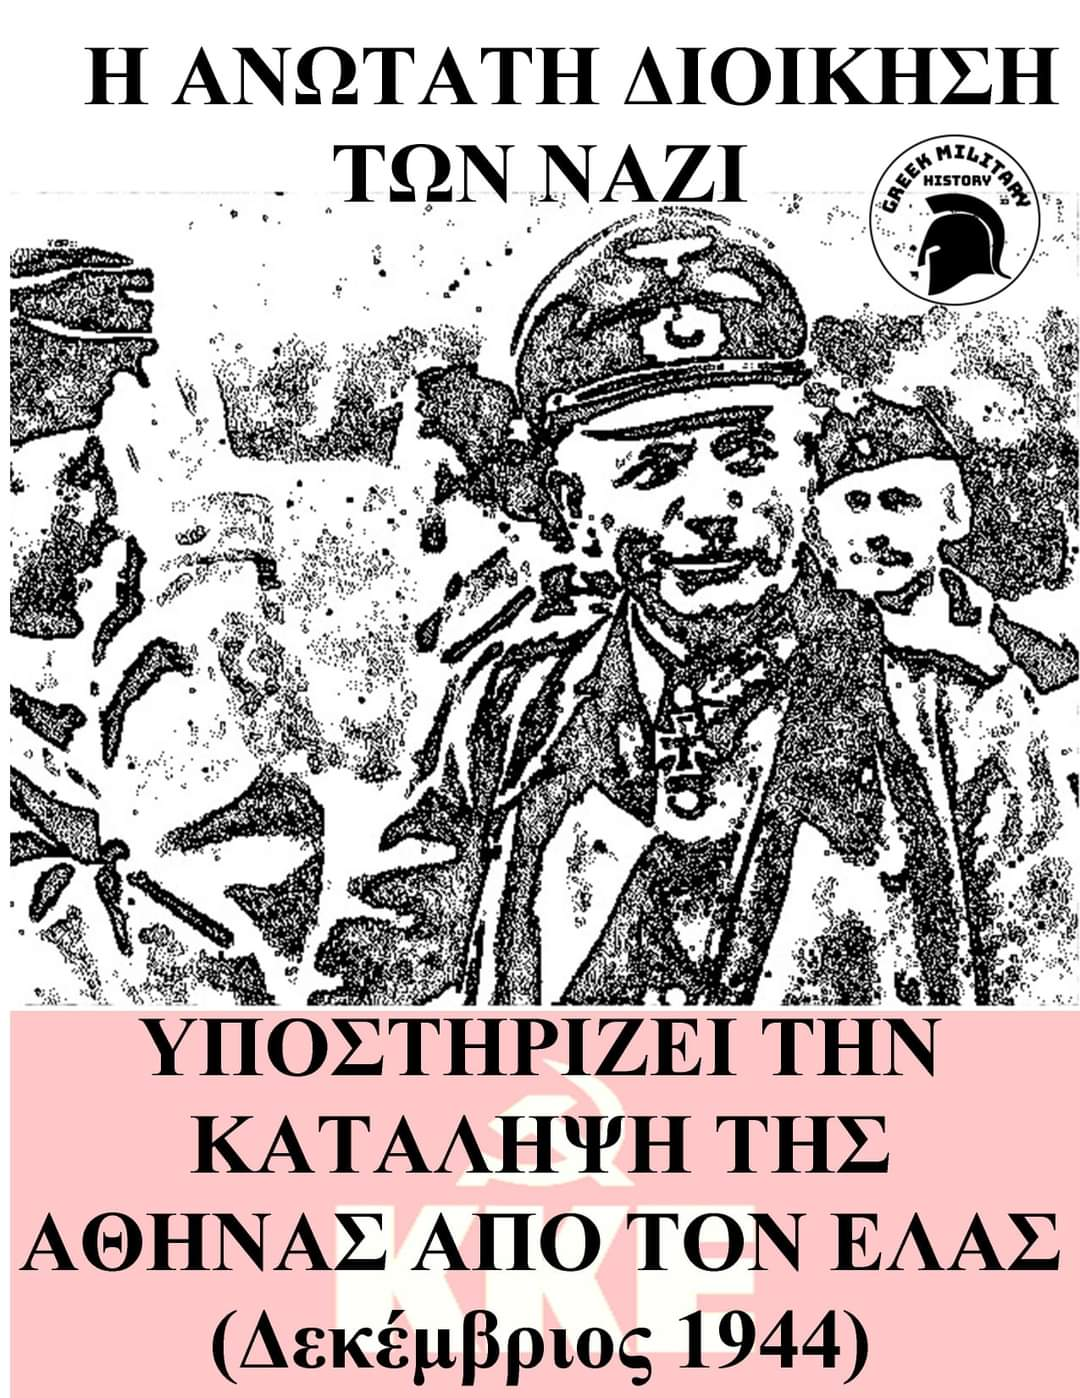 Η ΑΝΩΤΑΤΗ ΔΙΟΙΚΗΣΗ
ΤΩΝ ΝΑΖΙ
GREEK MILITARY
HISTORY
ΥΠΟΣΤΗΡΙΖΕΙ ΤΗΝ
ΚΑΤΑΛΗΨΗ ΤΗΣ
ΑΘΗΝΑΣ ΑΠΟ ΤΟΝ ΕΛΑΣ
ΚΚΕ
(Δεκέμβριος 1944)